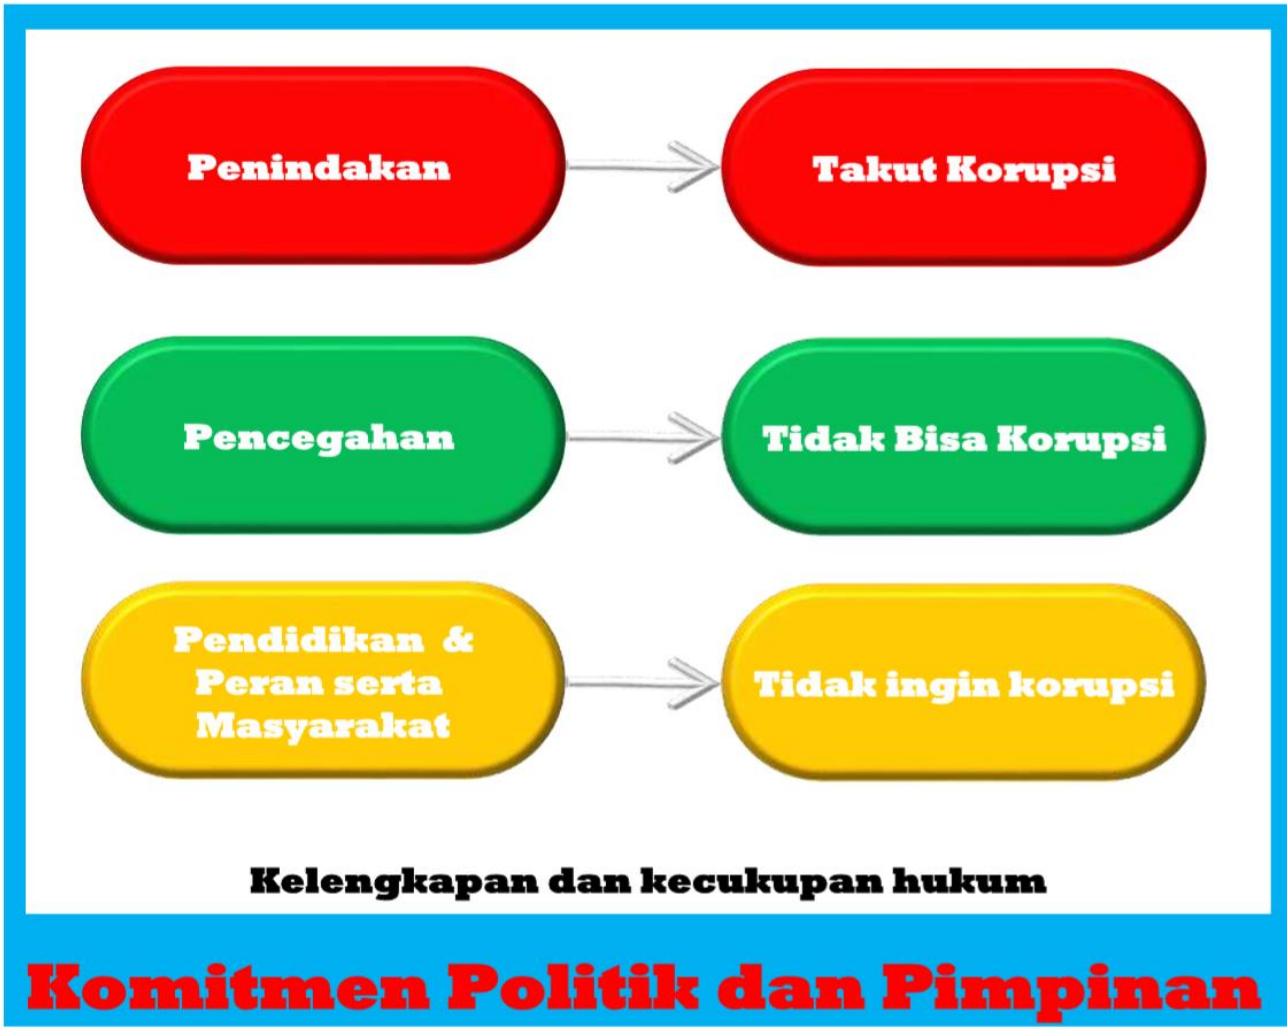 Penindakan
Takut Korupsi
Pencegahan
Tidak Bisa Korupsi
Pendidikan &
Peran serta
Masyarakat
Tidak ingin korupsi
Kelengkapan dan kecukupan hukum
Komitmen Politik dan Pimpinan